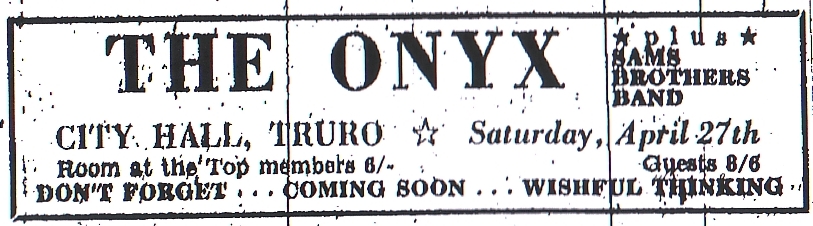 THE ONYX
★ plus ★
SAMS
BROTHERS
BAND
CITY HALL, TRURO ☆ Saturday, April 27th
Room at the Top members 6/- Guests 8/6
DON'T FORGET ... COMING SOON ... WISHFUL THINKING